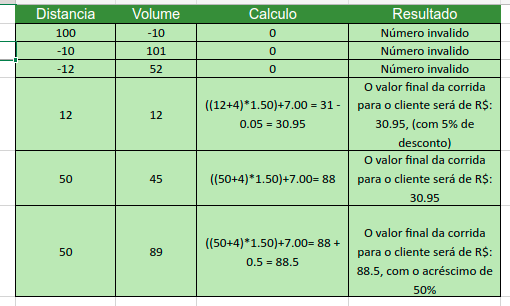 Distancia Volume Calculo Resultado
100 -10 0 Número invalido
-10 101 0 Número invalido
-12 52 0 Número invalido
12 12 ((12+4)*1.50)+7.00 = 31 -
0.05 = 30.95
O valor final da corrida
para o cliente será de R$:
30.95, (com 5% de
desconto)
50 45 ((50+4)*1.50)+7.00= 88
O valor final da corrida
para o cliente será de R$:
30.95
50 89 ((50+4)*1.50)+7.00= 88 +
0.5 = 88.5
O valor final da corrida
para o cliente será de R$:
88.5, com o acréscimo de
50%